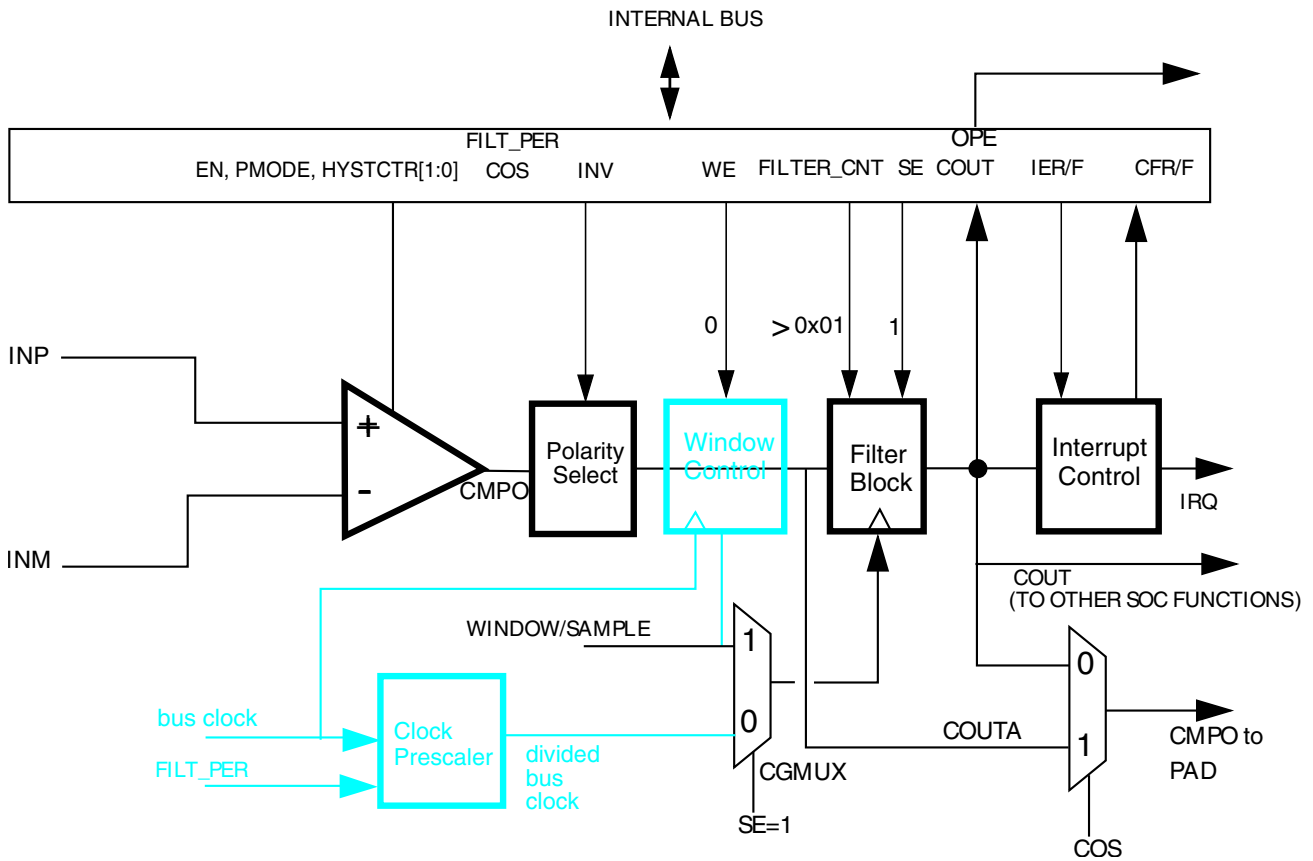 INTERNAL BUS
FILT_PER
OPE
EN, PMODE, HYSTCTR[1:0]
COS
INV
WE
FILTER_CNT
SE
COUT
IER/F
CFR/F
0
> 0x01
1
INP
+
-
INM
CMPO
Polarity
Select
Window
Control
Filter
Block
Interrupt
Control
IRQ
COUT
(TO OTHER SOC FUNCTIONS)
WINDOW/SAMPLE
1
0
CGMUX
SE=1
bus clock
FILT_PER
Clock
Prescaler
divided
bus
clock
COUTA
0
1
CMPO to
PAD
COS